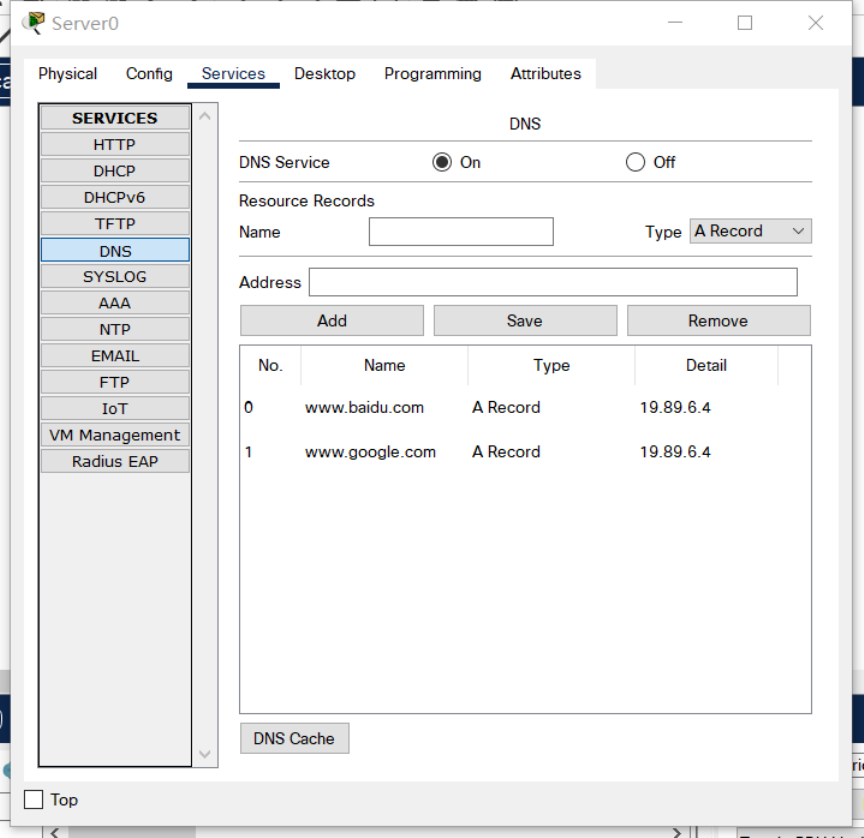 Server0
Physical Config Services Desktop Programming Attributes
SERVICES
HTTP
DHCP
DHCPv6
TFTP
DNS
SYSLOG
AAA
NTP
EMAIL
FTP
IoT
VM Management
Radius EAP
DNS
DNS Service On Off
Resource Records
Name Type A Record
Address
Add Save Remove
No. Name Type Detail
0 www.baidu.com A Record 19.89.6.4
1 www.google.com A Record 19.89.6.4
DNS Cache
Top